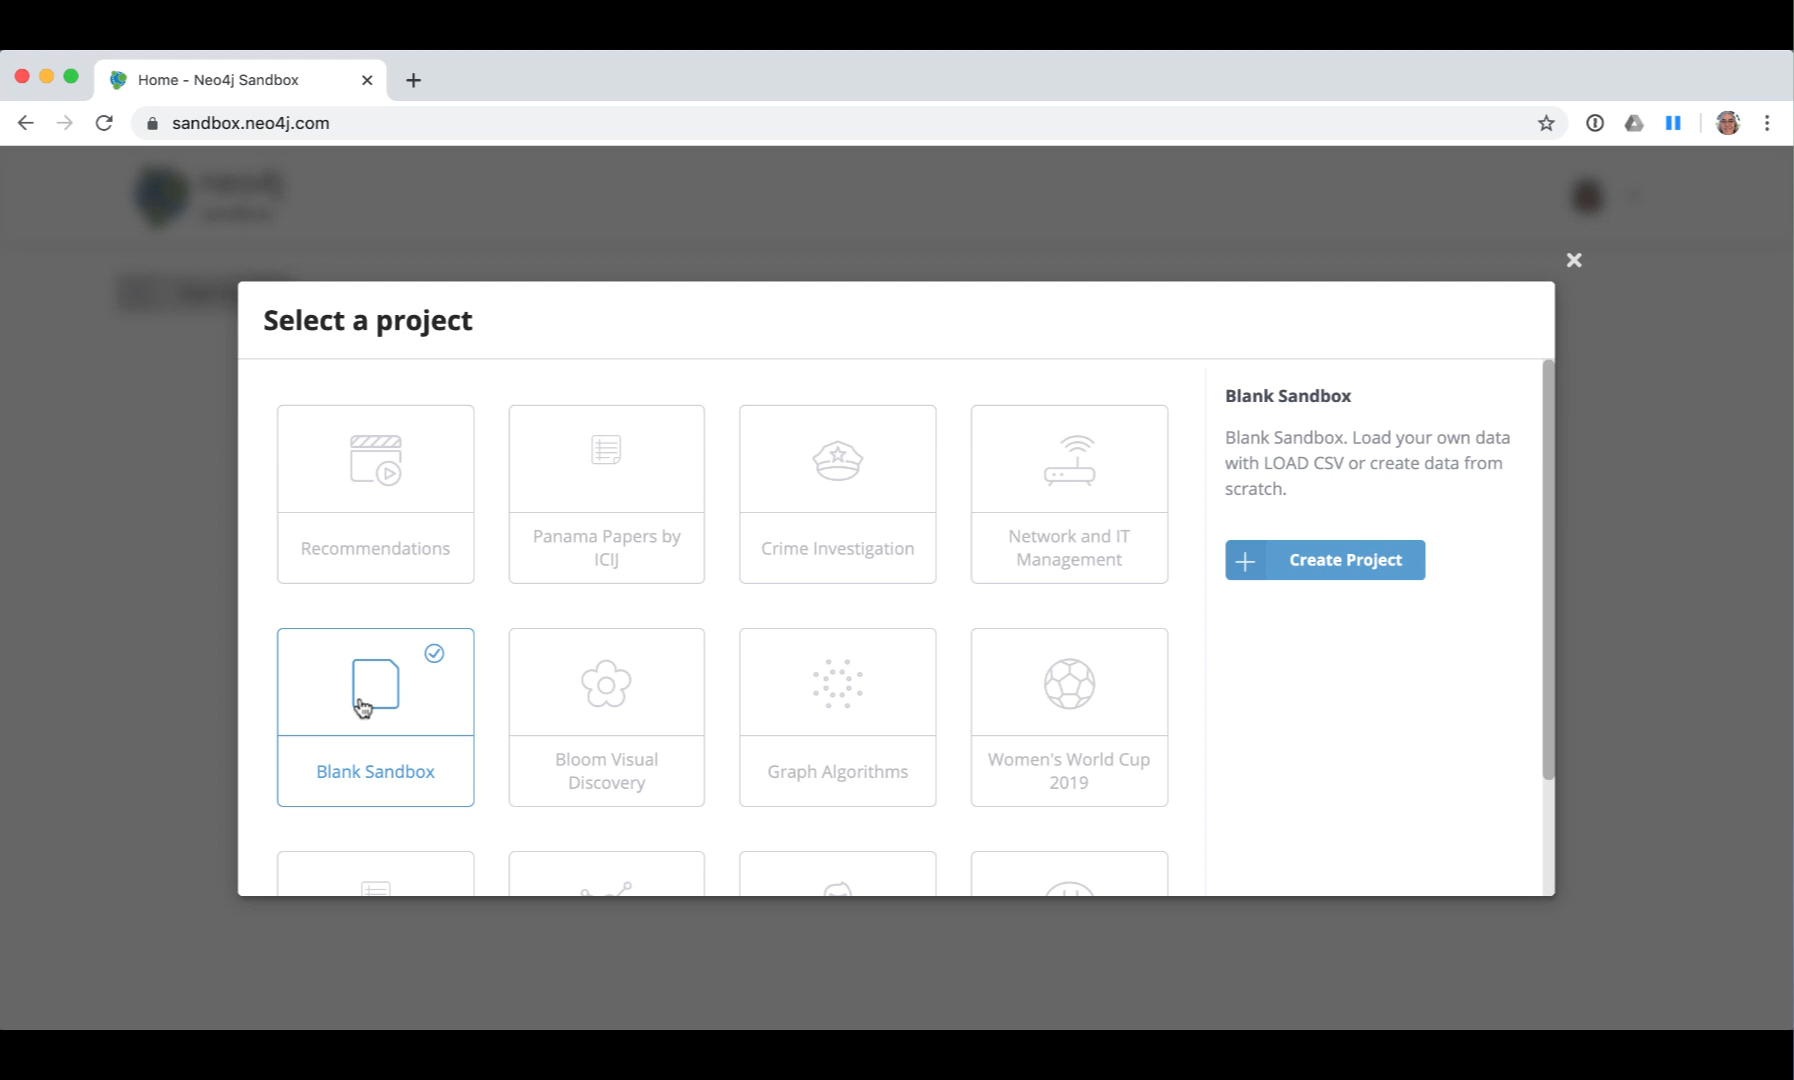 Home - Neo4j Sandbox
sandbox.neo4j.com
neo4j
Select a project
Recommendations
Panama Papers by
ICIJ
Crime Investigation
Network and IT
Management
Blank Sandbox
Bloom Visual
Discovery
Graph Algorithms
Women's World Cup
2019
Blank Sandbox
Blank Sandbox. Load your own data
with LOAD CSV or create data from
scratch.
Create Project